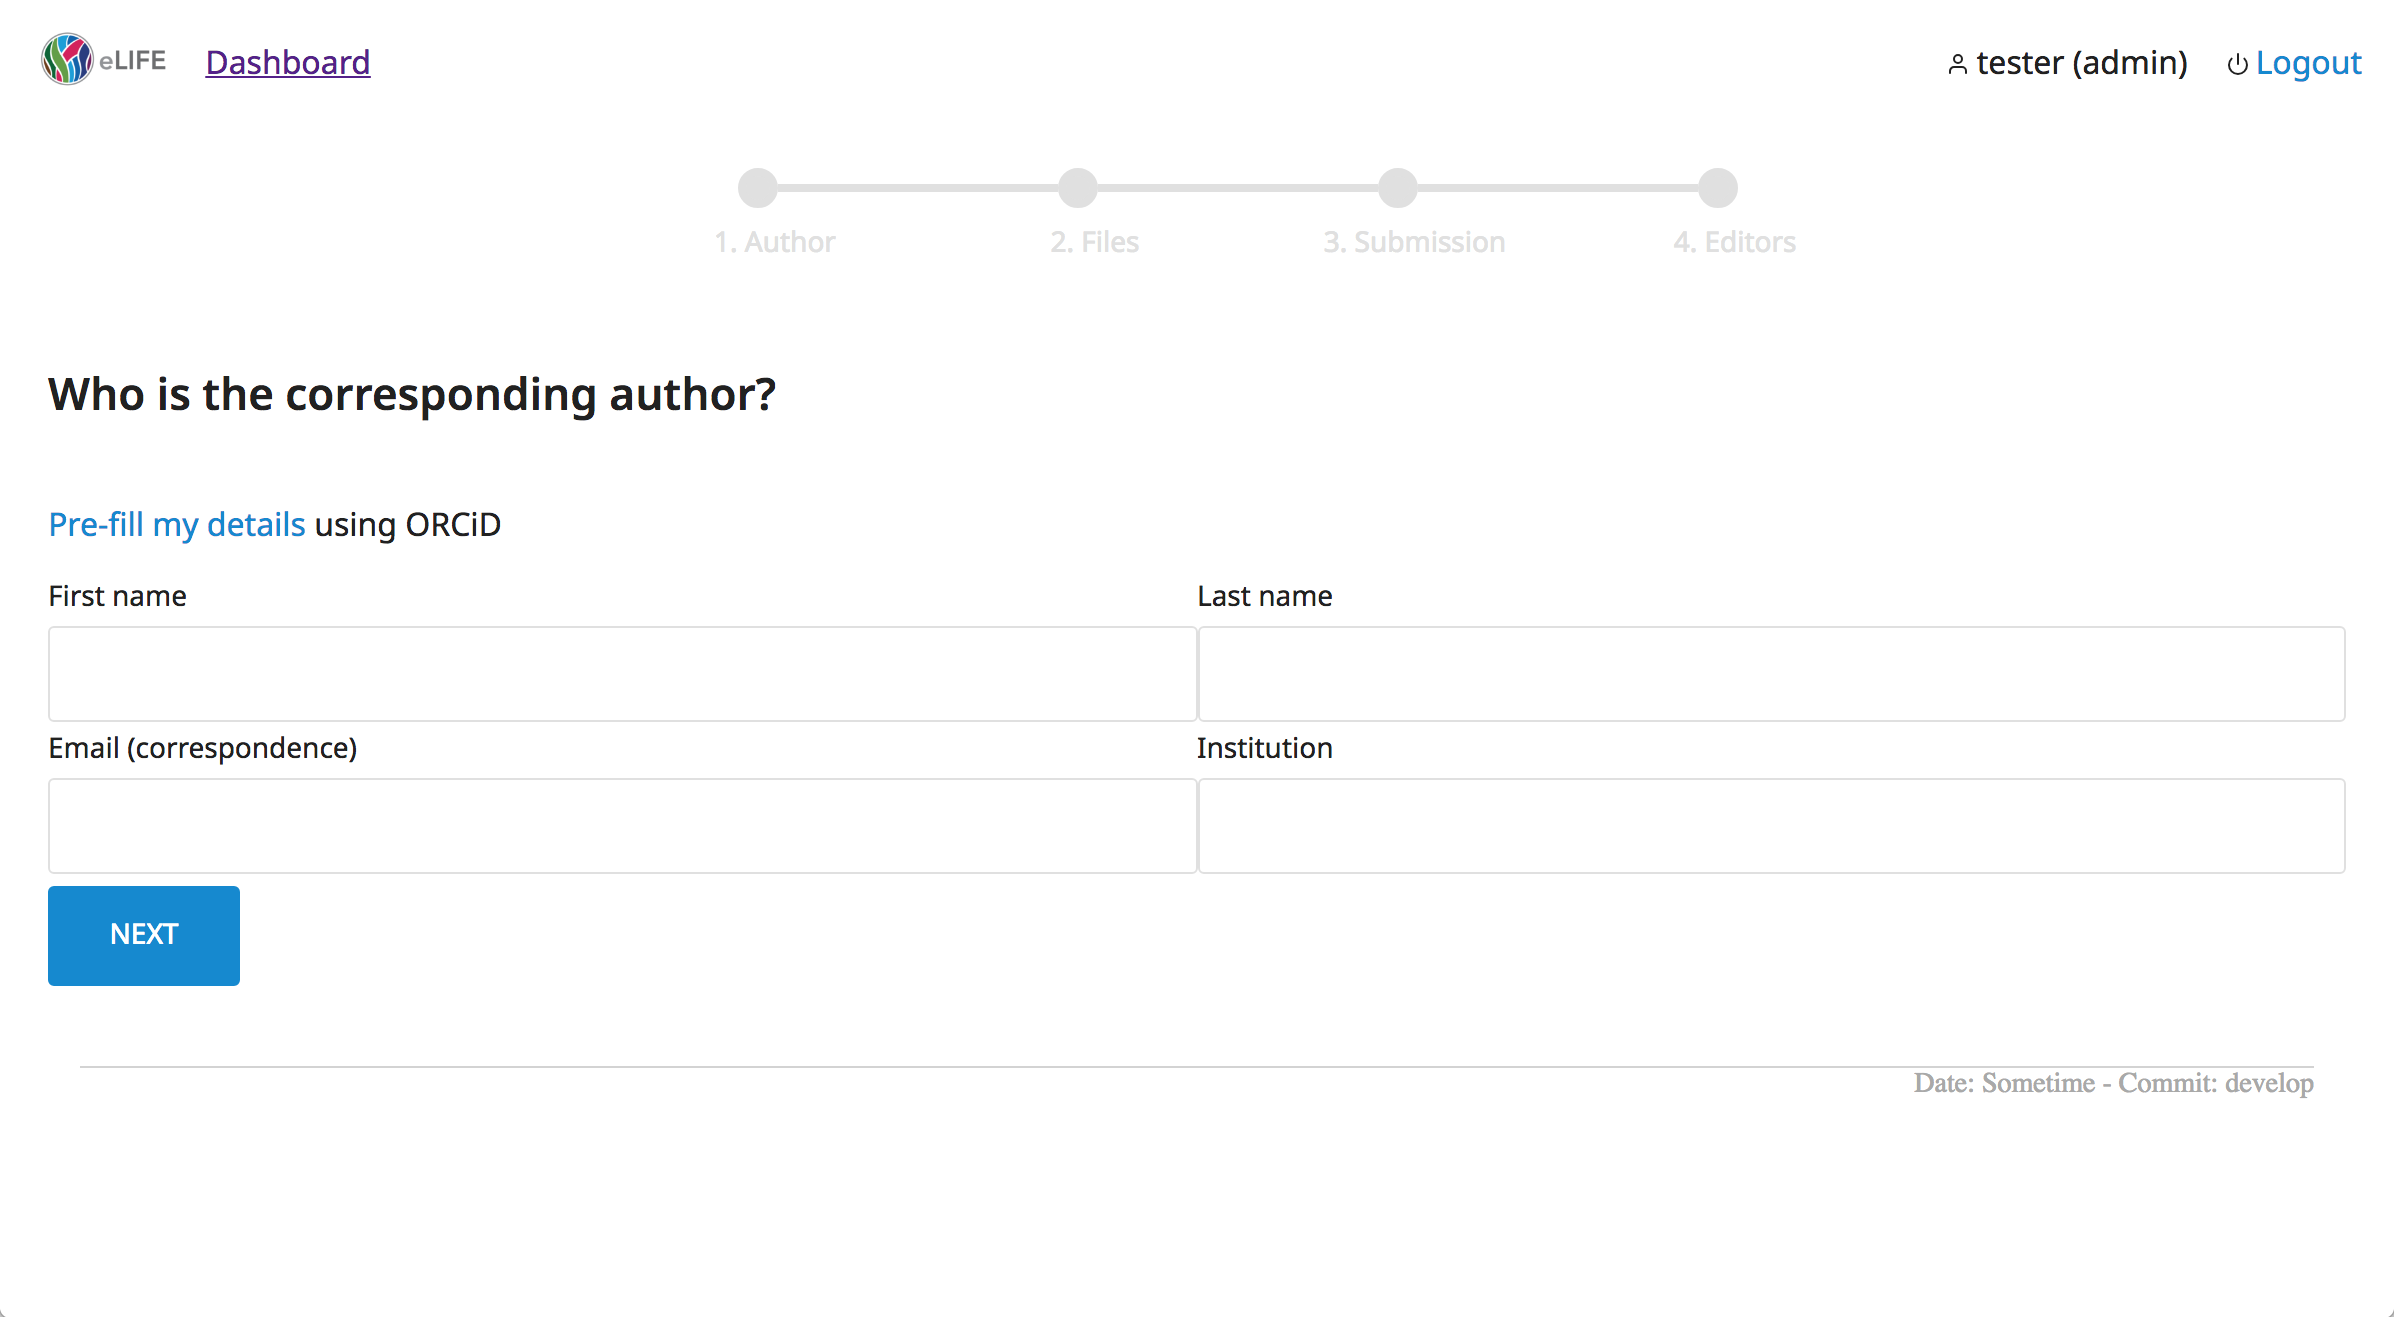 eLIFE Dashboard tester (admin) Logout
1. Author 2. Files 3. Submission 4. Editors
Who is the corresponding author?
Pre-fill my details using ORCiD
First name Last name
Email (correspondence) Institution
NEXT
Date: Sometime - Commit: develop